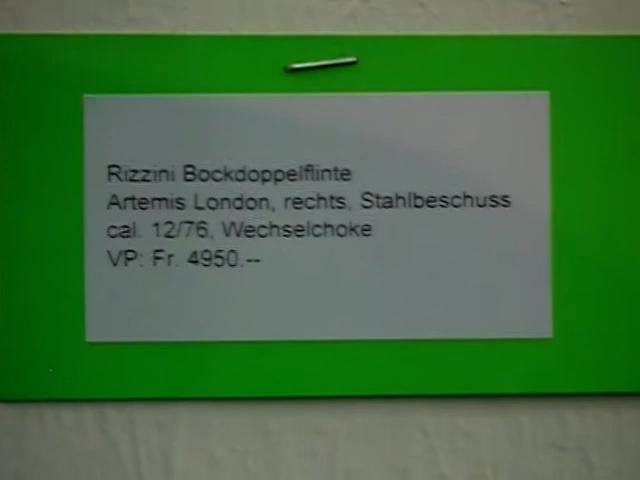 Rizzini Bockdoppelflinte
Artemis London, rechts, Stahlbeschuss
cal. 12/76, Wechselchoke
VP: Fr. 4950.--